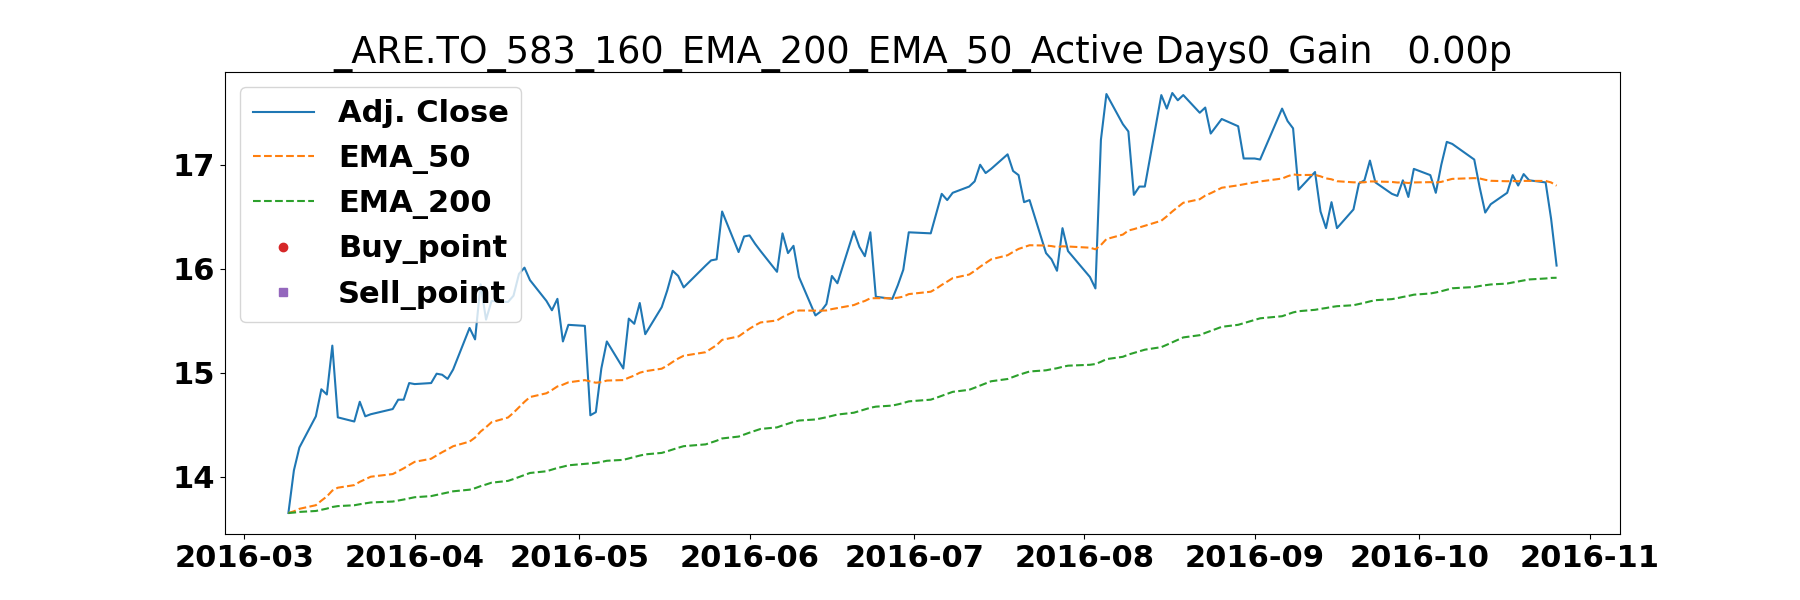 _ARE.TO_583_160_EMA_200_EMA_50_Active Days0_Gain   0.00p
Adj. Close
EMA_50
EMA_200
Buy_point
Sell_point
17
16
15
14
2016-03 2016-04 2016-05 2016-06 2016-07 2016-08 2016-09 2016-10 2016-11